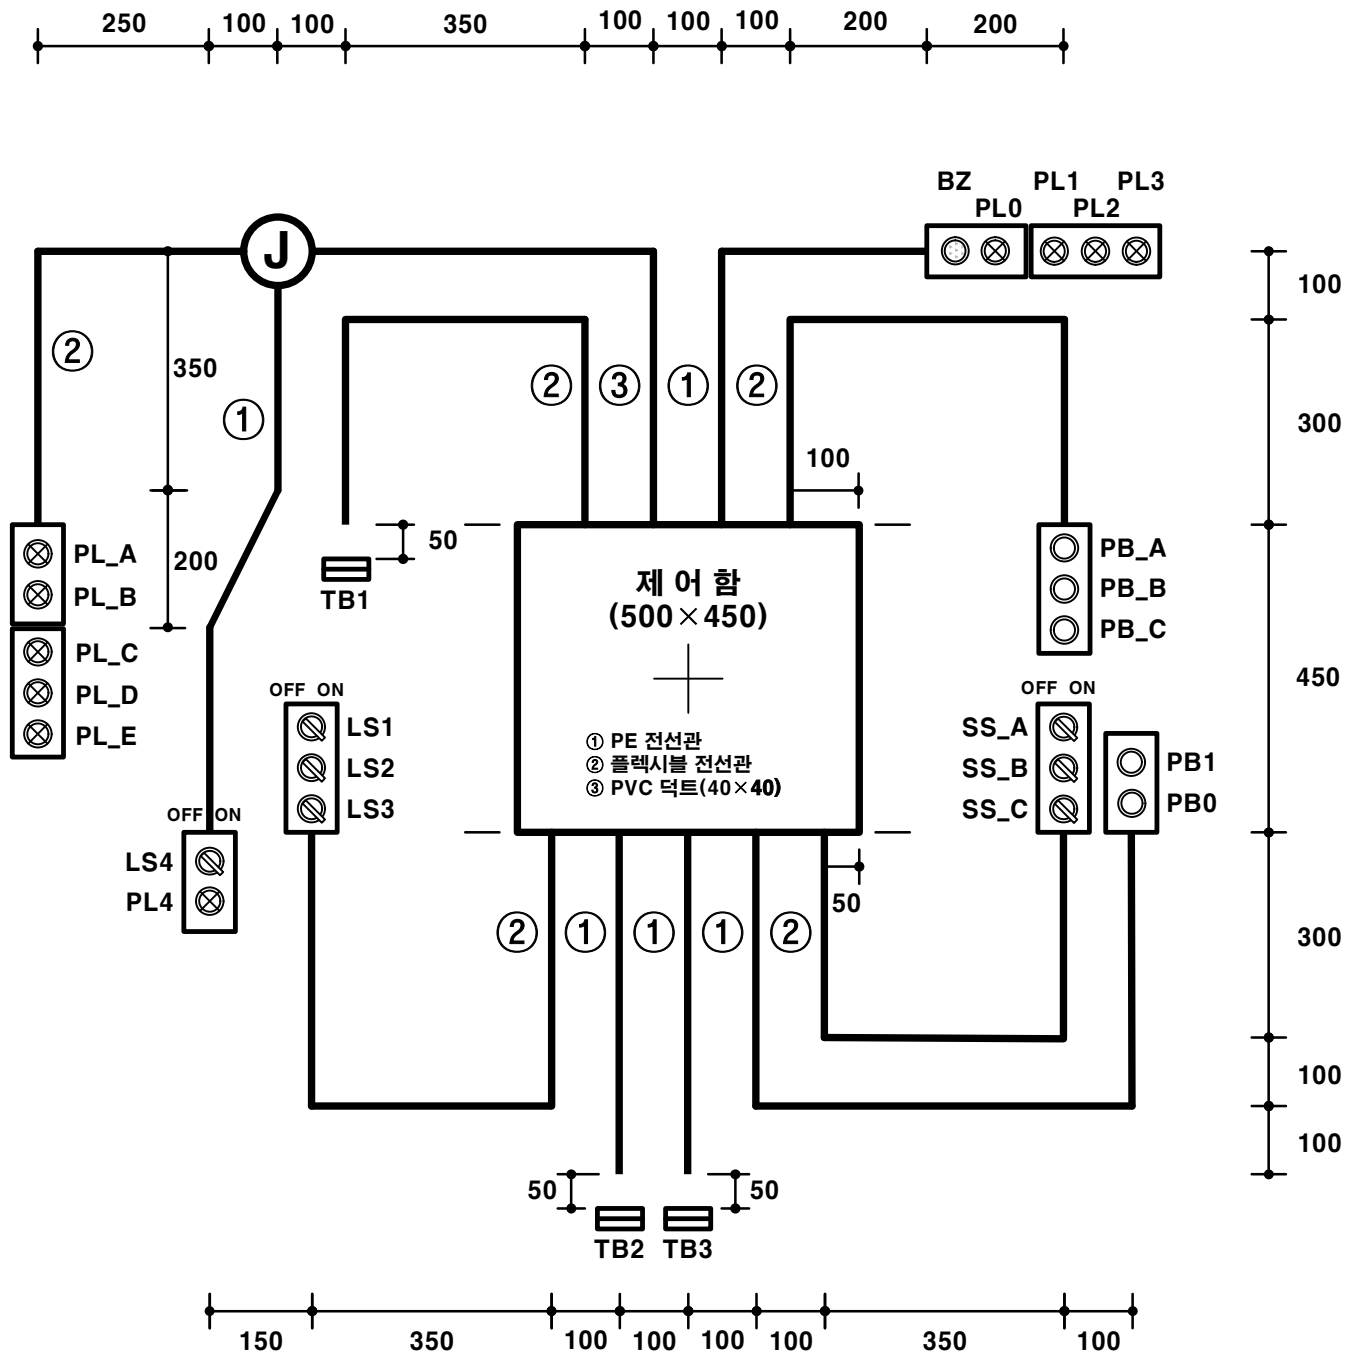 250 100 100 350 100 100 100 200 200
BZ PL1 PL3
PL0 PL2
J
100
② 350 ② ③ ① ② 300
①
100
50
PL_A 200 제 어 함 PB_A
PL_B TB1 (500×450) PB_B
PL_C PB_C
PL_D OFF ON OFF ON 450
PL_E LS1 ① PE 전선관 SS_A
LS2 ② 플렉시블 전선관 SS_B PB1
LS3 ③ PVC 덕트(40×40) SS_C PB0
OFF ON
LS4
PL4 50
② ① ① ① ② 300
100
100
50 50
TB2 TB3
150 350 100 100 100 100 350 100